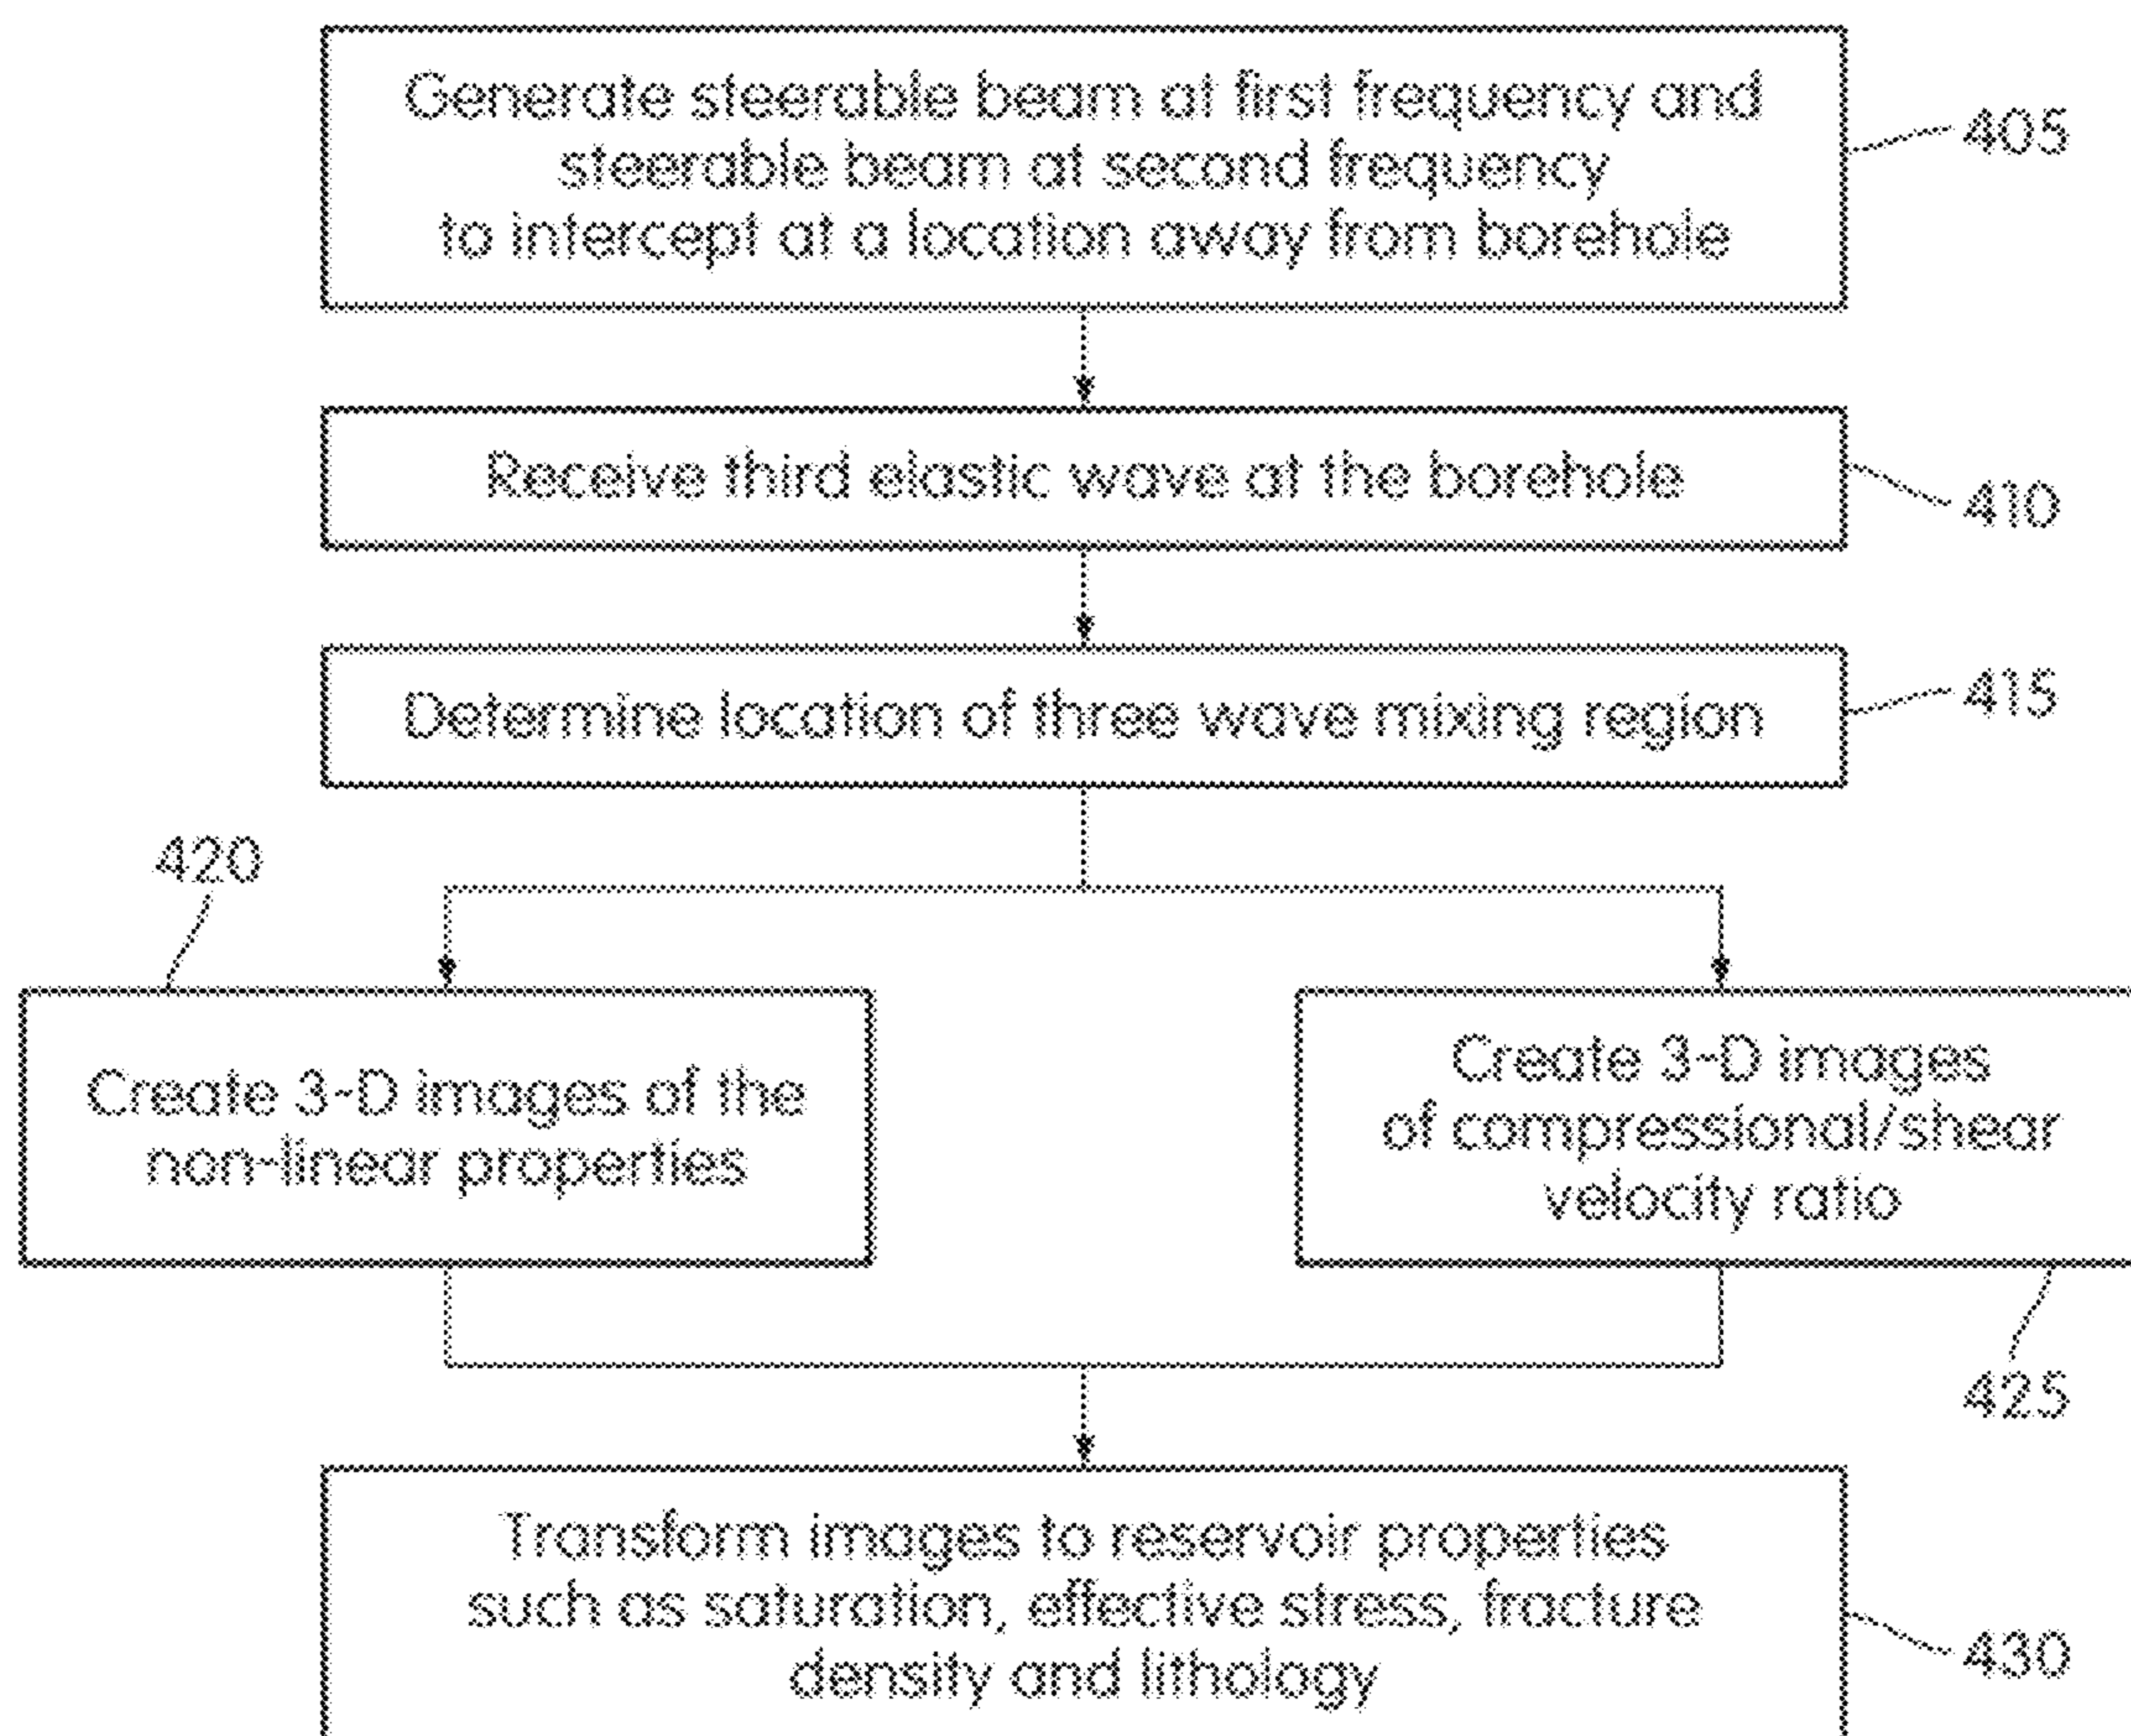 Generate steerable beam at first frequency and
steerable beam at second frequency
to intercept at a location away from borehole
405
Receive third elastic wave at the borehole
410
Determine location of three wave mixing region
415
420
Create 3-D images of the
non-linear properties
Create 3-D images
of compressional/shear
velocity ratio
425
Transform images to reservoir properties
such as saturation, effective stress, fracture
density and lithology
430